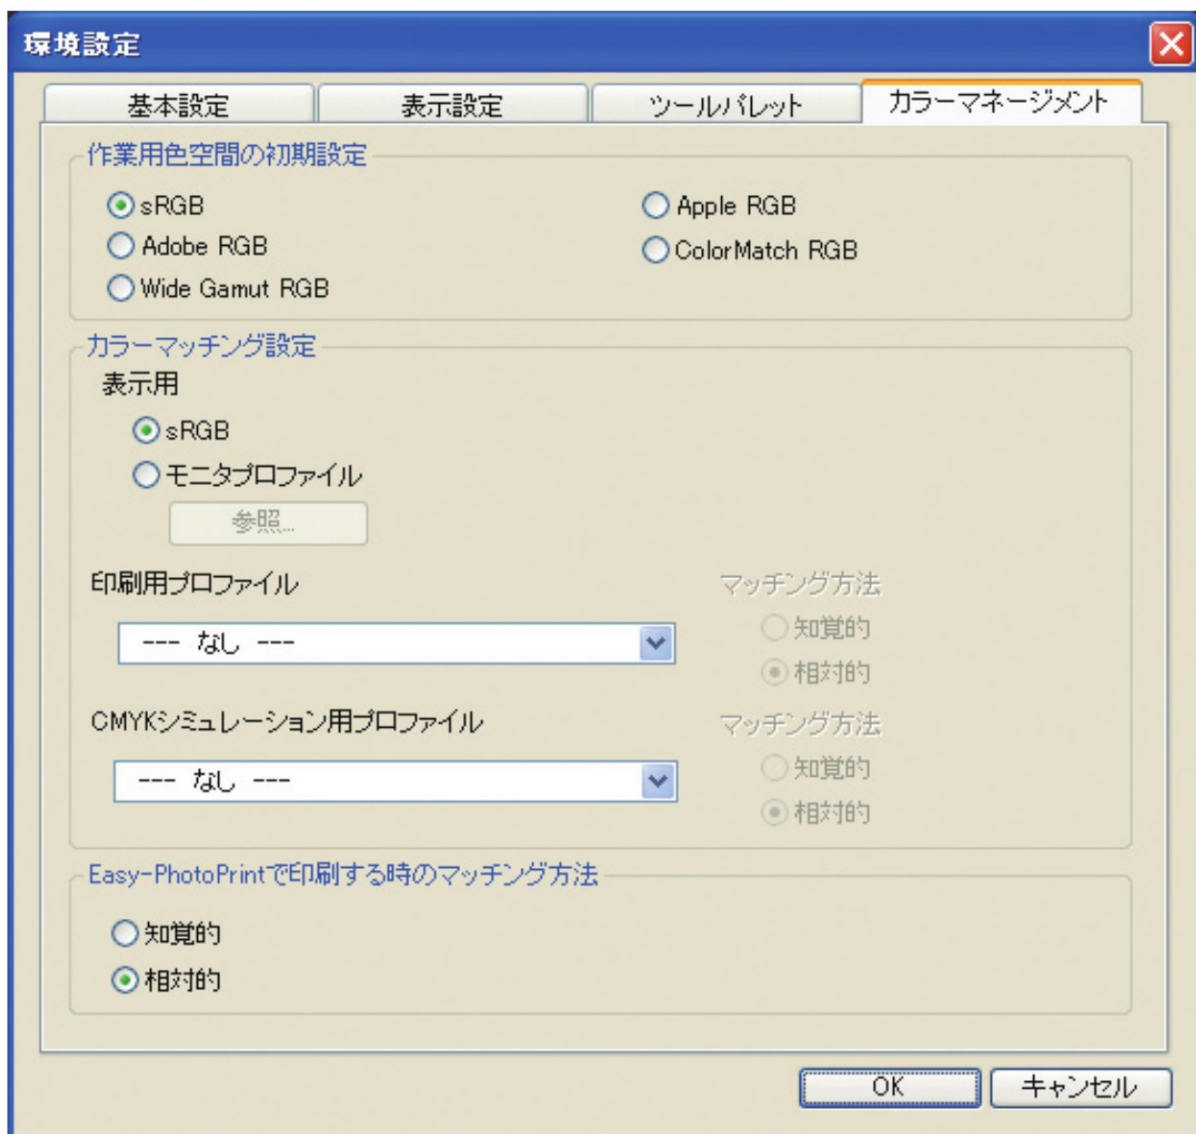 環境設定
基本設定 表示設定 ツールパレット カラーマネージメント
作業用色空間の初期設定
sRGB Apple RGB
Adobe RGB ColorMatch RGB
Wide Gamut RGB
カラーマッチング設定
表示用
sRGB
モニタプロファイル
参照...
印刷用プロファイル マッチング方法
--- なし --- 知覚的
相対的
CMYKシミュレーション用プロファイル マッチング方法
--- なし --- 知覚的
相対的
Easy-PhotoPrintで印刷する時のマッチング方法
知覚的
相対的
OK キャンセル